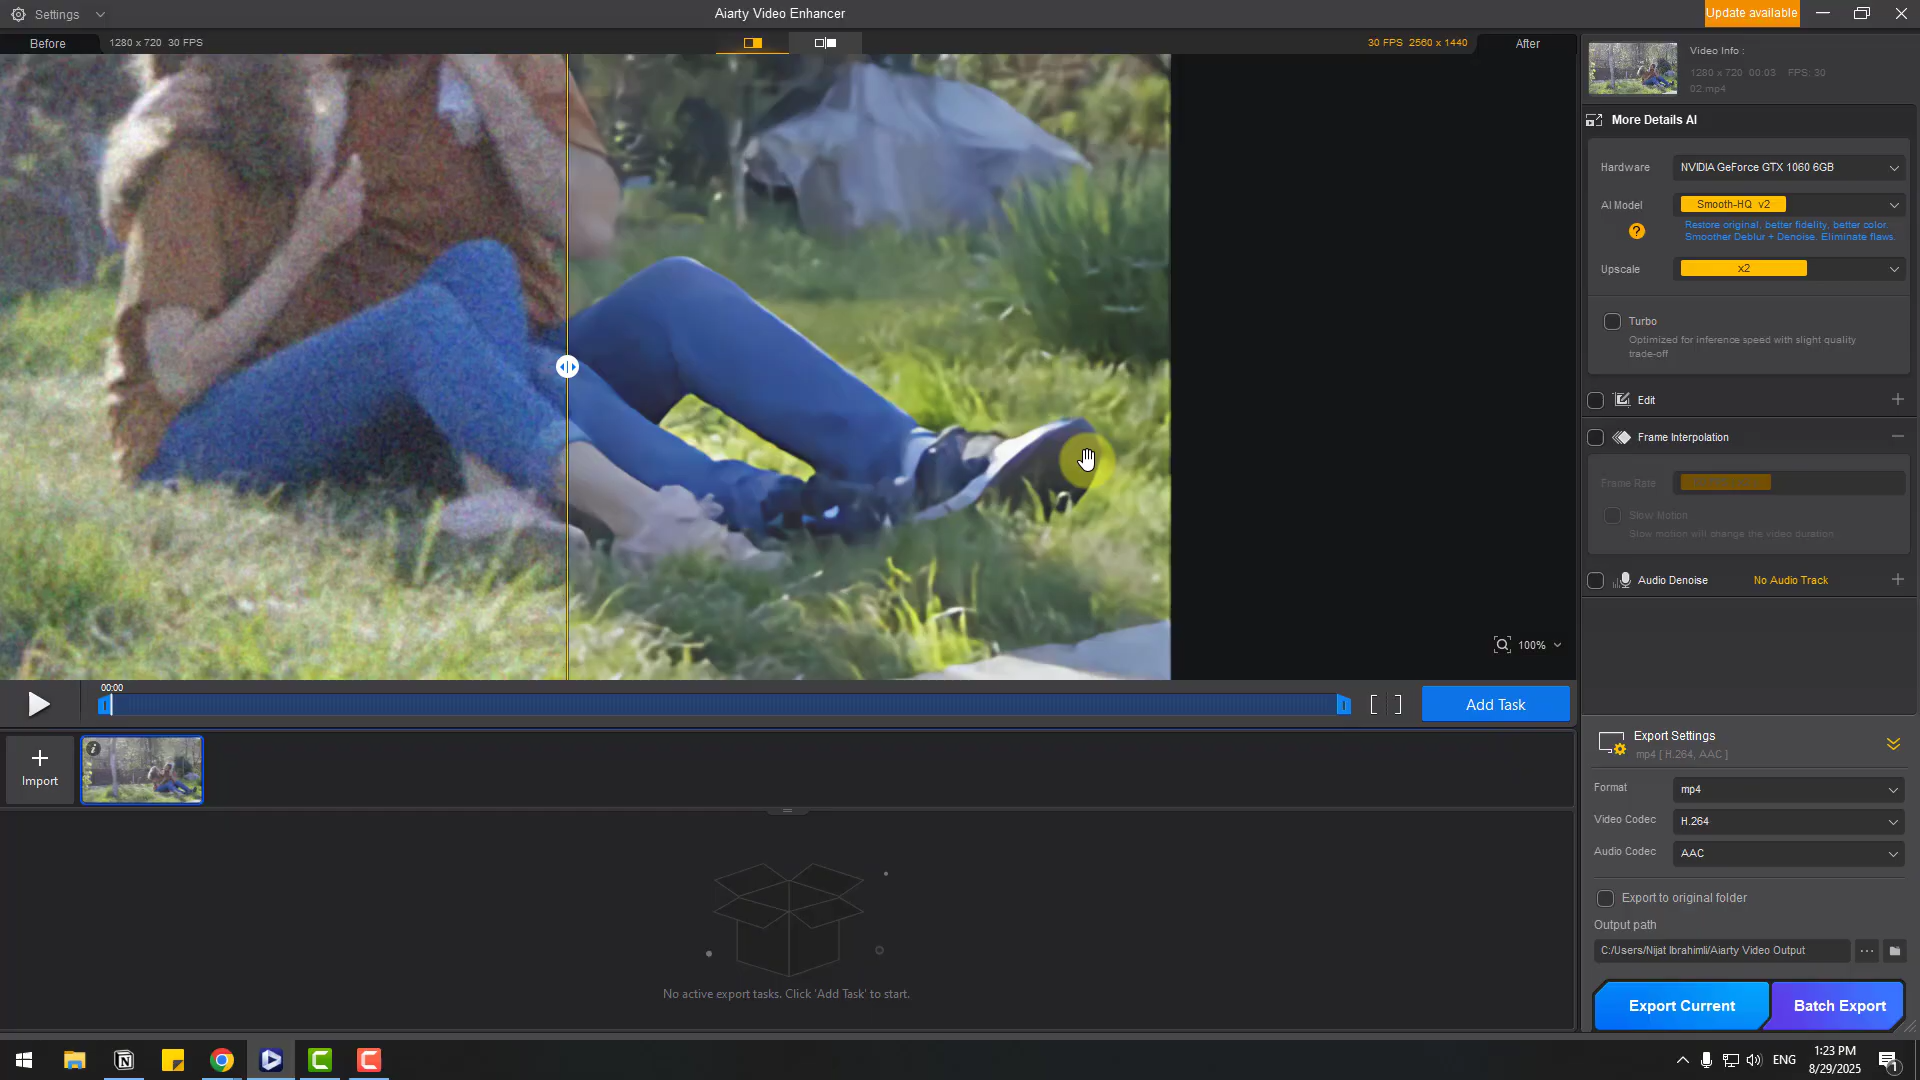 Settings
Aiarty Video Enhancer
Update available
Before
1280 x 720 30 FPS
30 FPS 2560 x 1440
After
Video Info :
1280 x 720 00:03 FPS: 30
02.mp4
More Details AI
Hardware
NVIDIA GeForce GTX 1060 6GB
AI Model
Smooth-HQ v2
?
Restore original, better fidelity, better color.
Smoother Deblur + Denoise. Eliminate flaws.
Upscale
x2
Turbo
Optimized for inference speed with slight quality
trade-off
Edit
Frame Interpolation
Frame Rate
Slow Motion
Slow motion will change the video duration.
Audio Denoise
No Audio Track
100%
00:00
[ ]
Add Task
Import
Export Settings
mp4 [ H.264, AAC ]
Format
mp4
Video Codec
H.264
Audio Codec
AAC
Export to original folder
Output path
C:/Users/Nijat Ibrahimli/Aiarty Video Output
...
No active export tasks. Click 'Add Task' to start.
Export Current
Batch Export
ENG
1:23 PM
8/29/2025
1